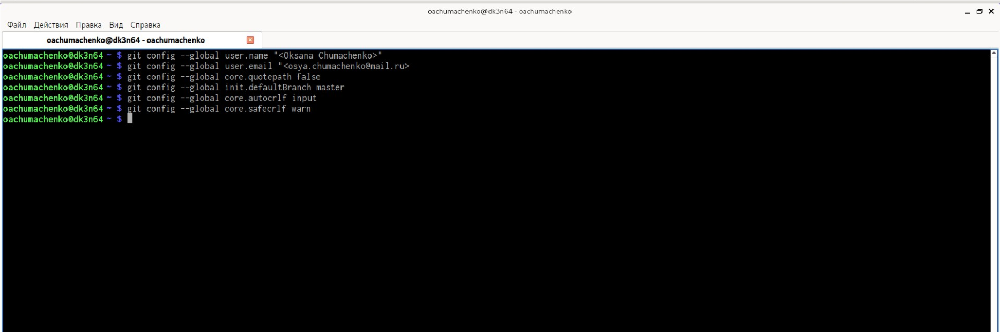 oachumachenko@dk3n64 - oachumachenko
Файл Действия Правка Вид Справка
oachumachenko@dk3n64 - oachumachenko
oachumachenko@dk3n64 ~ $ git config --global user.name "<Oksana Chumachenko>"
oachumachenko@dk3n64 ~ $ git config --global user.email "<osya.chumachenko@mail.ru>
oachumachenko@dk3n64 ~ $ git config --global core.quotepath false
oachumachenko@dk3n64 ~ $ git config --global init.defaultBranch master
oachumachenko@dk3n64 ~ $ git config --global core.autocrlf input
oachumachenko@dk3n64 ~ $ git config --global core.safecrlf warn
oachumachenko@dk3n64 ~ $